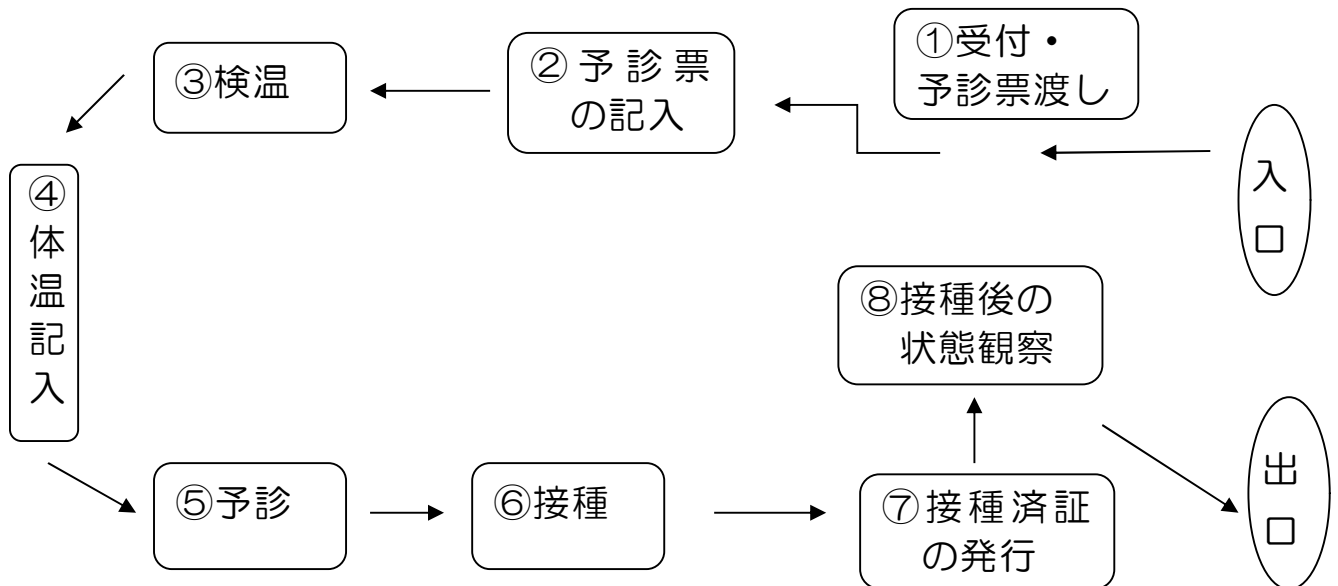 入口
①受付・
予診票渡し
②予診票
の記入
③検温
④体温記入
⑤予診
⑥接種
⑦接種済証
の発行
⑧接種後の
状態観察
出口